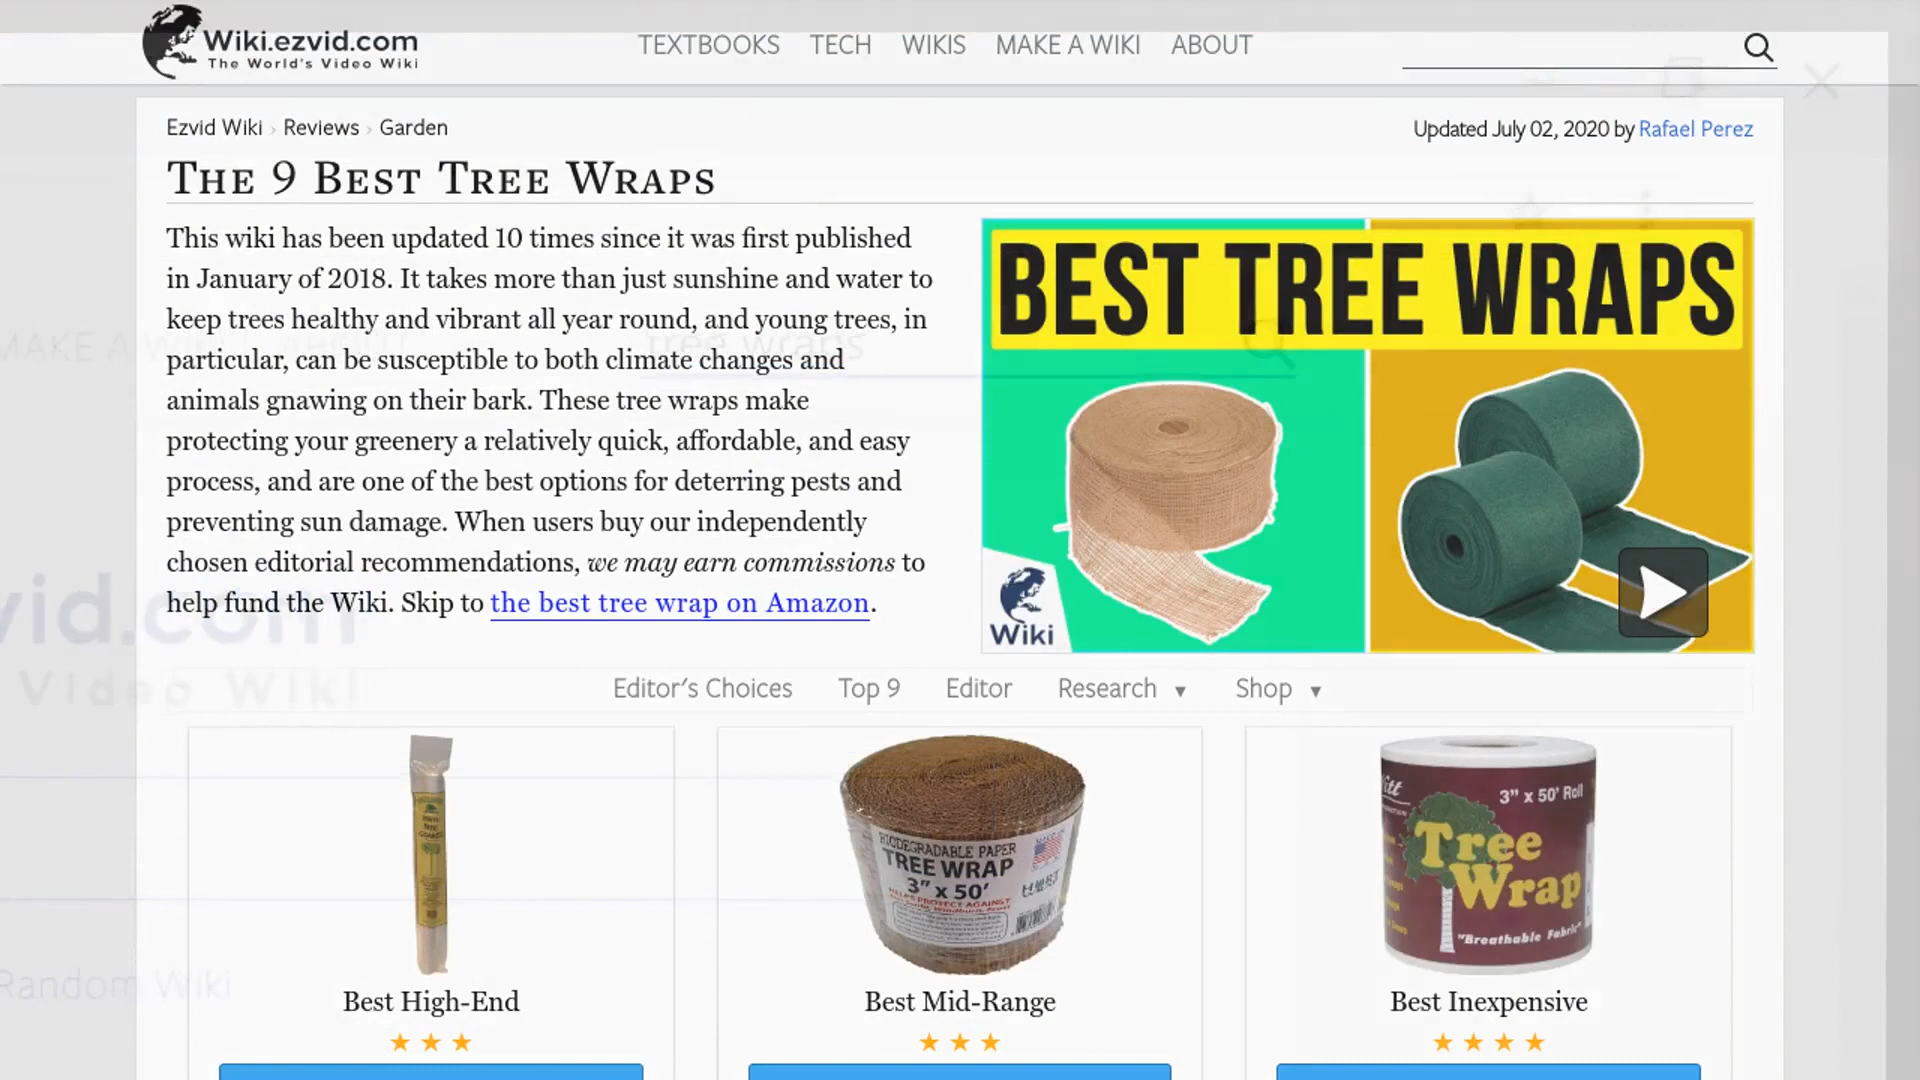 Wiki.ezvid.com
The World's Video Wiki
TEXTBOOKS TECH WIKIS MAKE A WIKI ABOUT
Ezvid Wiki › Reviews › Garden
Updated July 02, 2020 by Rafael Perez
THE 9 BEST TREE WRAPS
This wiki has been updated 10 times since it was first published
in January of 2018. It takes more than just sunshine and water to
keep trees healthy and vibrant all year round, and young trees, in
particular, can be susceptible to both climate changes and
animals gnawing on their bark. These tree wraps make
protecting your greenery a relatively quick, affordable, and easy
process, and are one of the best options for deterring pests and
preventing sun damage. When users buy our independently
chosen editorial recommendations, we may earn commissions to
help fund the Wiki. Skip to the best tree wrap on Amazon.
BEST TREE WRAPS
Wiki
MAKE A WIKI ABOUT
tree wraps
vid.com
Video Wiki
Random Wiki
Editor's Choices Top 9 Editor Research ▼ Shop ▼
BIODEGRADABLE PAPER
TREE WRAP
3" x 50'
HELPS PROTECT AGAINST
3" x 50' Roll
Tree
Wrap
"Breathable Fabric"
Best High-End
Best Mid-Range
Best Inexpensive